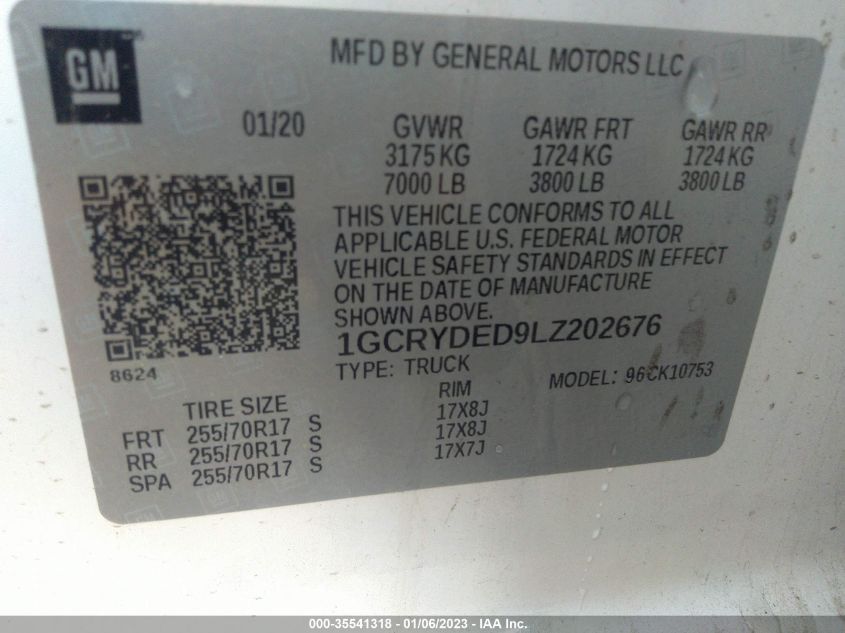 GM
MFD BY GENERAL MOTORS LLC
01/20
GVWR GAWR FRT GAWR RR
3175 KG 1724 KG 1724 KG
7000 LB 3800 LB 3800 LB
THIS VEHICLE CONFORMS TO ALL
APPLICABLE U.S. FEDERAL MOTOR
VEHICLE SAFETY STANDARDS IN EFFECT
ON THE DATE OF MANUFACTURE
SHOWN ABOVE.
1GCRYDED9LZ202676
8624
TYPE: TRUCK MODEL: 96CK10753
TIRE SIZE RIM
FRT 255/70R17 S 17X8J
RR 255/70R17 S 17X8J
SPA 255/70R17 S 17X7J
000-35541318 - 01/06/2023 - IAA Inc.